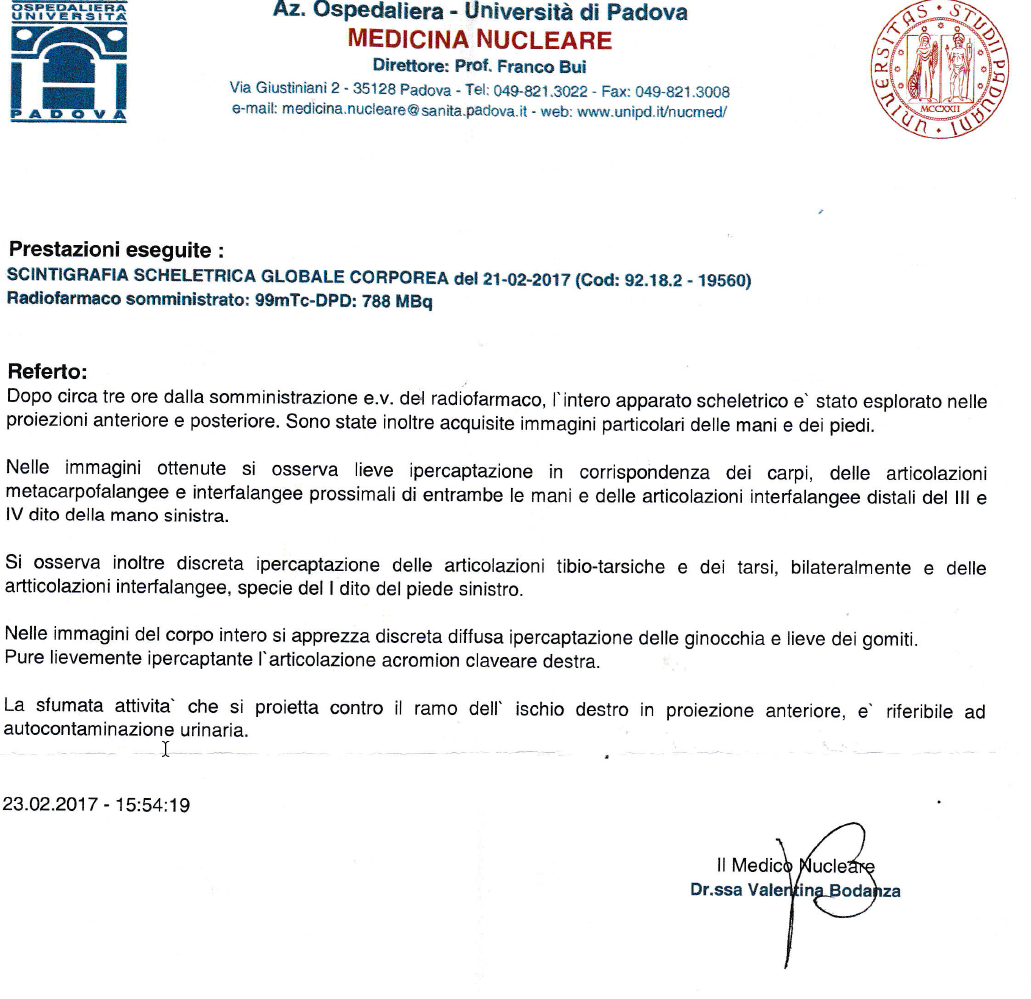 OSPEDALIERA
UNIVERSITÀ
PADOVA
Az. Ospedaliera - Università di Padova
MEDICINA NUCLEARE
Direttore: Prof. Franco Bui
Via Giustiniani 2 - 35128 Padova - Tel: 049-821.3022 - Fax: 049-821.3008
e-mail: medicina.nucleare@sanita.padova.it - web: www.unipd.it/nucmed/
UNIVERSITAS STUDII PADUANI
MCCXXII
Prestazioni eseguite :
SCINTIGRAFIA SCHELETRICA GLOBALE CORPOREA del 21-02-2017 (Cod: 92.18.2 - 19560)
Radiofarmaco somministrato: 99mTc-DPD: 788 MBq
Referto:
Dopo circa tre ore dalla somministrazione e.v. del radiofarmaco, l`intero apparato scheletrico e` stato esplorato nelle
proiezioni anteriore e posteriore. Sono state inoltre acquisite immagini particolari delle mani e dei piedi.
Nelle immagini ottenute si osserva lieve ipercaptazione in corrispondenza dei carpi, delle articolazioni
metacarpofalangee e interfalangee prossimali di entrambe le mani e delle articolazioni interfalangee distali del III e
IV dito della mano sinistra.
Si osserva inoltre discreta ipercaptazione delle articolazioni tibio-tarsiche e dei tarsi, bilateralmente e delle
artticolazioni interfalangee, specie del I dito del piede sinistro.
Nelle immagini del corpo intero si apprezza discreta diffusa ipercaptazione delle ginocchia e lieve dei gomiti.
Pure lievemente ipercaptante l`articolazione acromion claveare destra.
La sfumata attivita` che si proietta contro il ramo dell` ischio destro in proiezione anteriore, e` riferibile ad
autocontaminazione urinaria.
23.02.2017 - 15:54:19
Il Medico Nucleare
Dr.ssa Valentina Bodanza